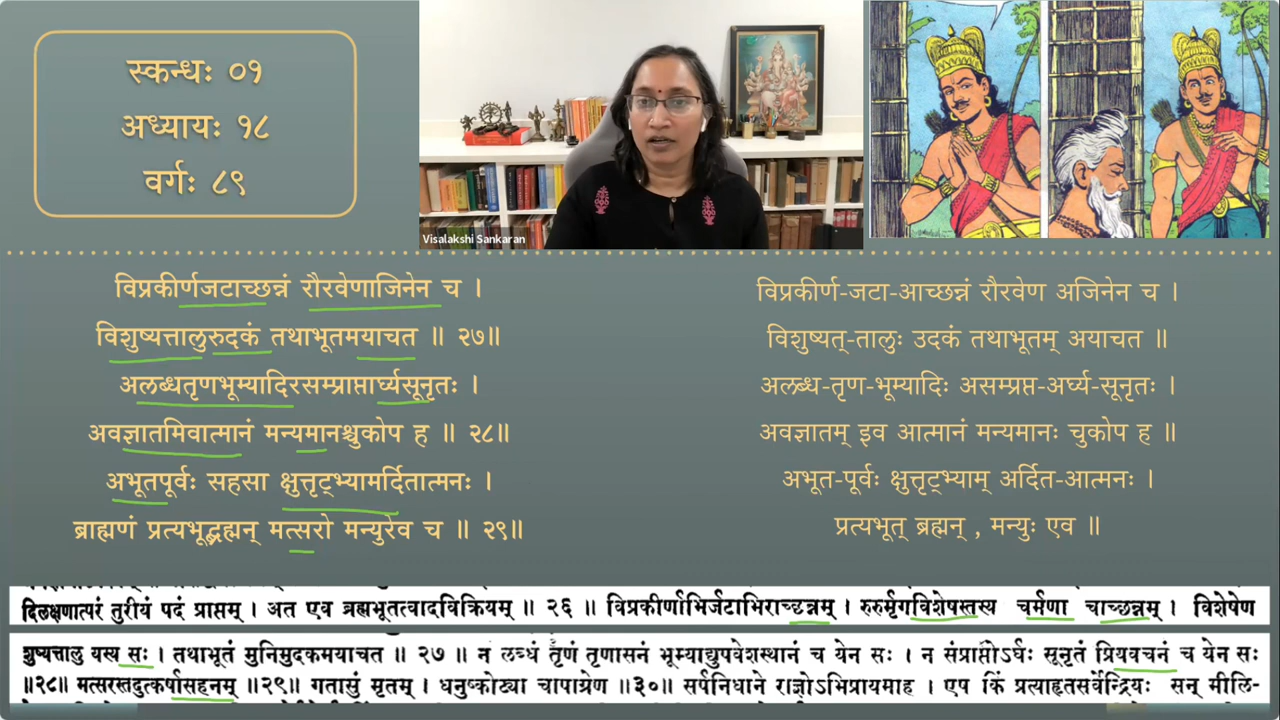 स्कन्धः ०१
अध्यायः १८
वर्गः ८९
Visalakshi Sankaran
विप्रकीर्णजटाच्छन्नं रौरवेणाजिनेन च ।
विशुष्यत्तालुरुदकं तथाभूतमयाचत ॥ २७॥
अलब्धतृणभूम्यादिरसम्प्राप्तार्घ्यसूनृतः ।
अवज्ञातमिवात्मानं मन्यमानश्चुकोप ह ॥ २८॥
अभूतपूर्वः सहसा क्षुत्तृट्भ्यामर्दितात्मनः ।
ब्राह्मणं प्रत्यभूद्ब्रह्मन् मत्सरो मन्युरेव च ॥ २९॥
विप्रकीर्ण-जटा-आच्छन्नं रौरवेण अजिनेन च ।
विशुष्यत्-तालुः उदकं तथाभूतम् अयाचत ॥
अलब्ध-तृण-भूम्यादिः असम्प्राप्त-अर्घ्य-सूनृतः ।
अवज्ञातम् इव आत्मानं मन्यमानः चुकोप ह ॥
अभूत-पूर्वः क्षुत्तृट्भ्याम् अर्दित-आत्मनः ।
प्रत्यभूत् ब्रह्मन् , मन्युः एव ॥
दिलक्षणात्परं तुरीयं पदं प्राप्तम् । अत एव ब्रह्मभूतत्वादविक्रियम् ॥ २६ ॥ विप्रकीर्णाभिर्जटाभिराच्छन्नम् । रुरुर्मृगविशेषस्तस्य चर्मणा चाच्छन्नम् । विशेषेण
शुष्यत्तालु यस्य सः । तथाभूतं मुनिमुदकमयाचत ॥ २७ ॥ न लब्धं तृणं तृणासनं भूम्याद्युपवेशस्थानं च येन सः । न संप्राप्तोऽर्घः सूनृतं प्रियवचनं च येन सः
॥२८॥ मत्सरस्तदुत्कर्षासहनम् ॥२९॥ गतासुं मृतम् । धनुष्कोट्या चापाग्रेण ॥३०॥ सर्पनिधाने राज्ञोऽभिप्रायमाह । एष किं प्रत्याहृतसर्वेन्द्रियः सन् मीलि-